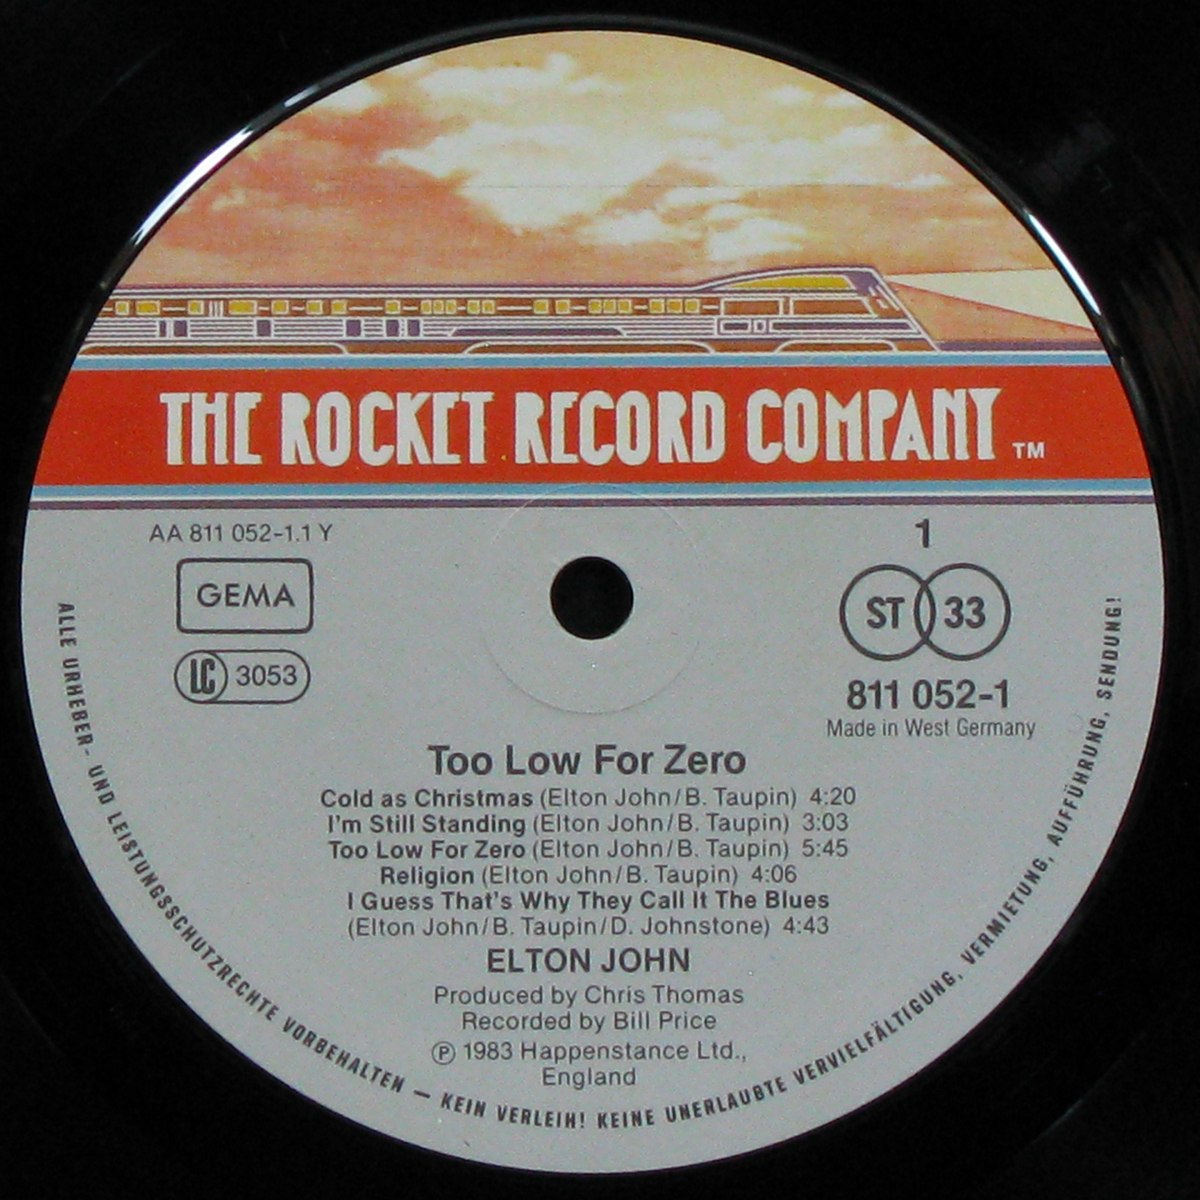 THE ROCKET RECORD COMPANY TM
AA 811 052-1.1 Y
GEMA
LC 3053
1
ST 33
811 052-1
Made in West Germany
Too Low For Zero
Cold as Christmas (Elton John/B. Taupin) 4:20
I'm Still Standing (Elton John/B. Taupin) 3:03
Too Low For Zero (Elton John/B. Taupin) 5:45
Religion (Elton John/B. Taupin) 4:06
I Guess That's Why They Call It The Blues
(Elton John/B. Taupin/D. Johnstone) 4:43
ELTON JOHN
Produced by Chris Thomas
Recorded by Bill Price
℗ 1983 Happenstance Ltd.,
England
ALLE URHEBER- UND LEISTUNGSSCHUTZRECHTE VORBEHALTEN – KEIN VERLEIH! KEINE UNERLAUBTE VERVIELFÄLTIGUNG, VERMIETUNG, AUFFÜHRUNG, SENDUNG!